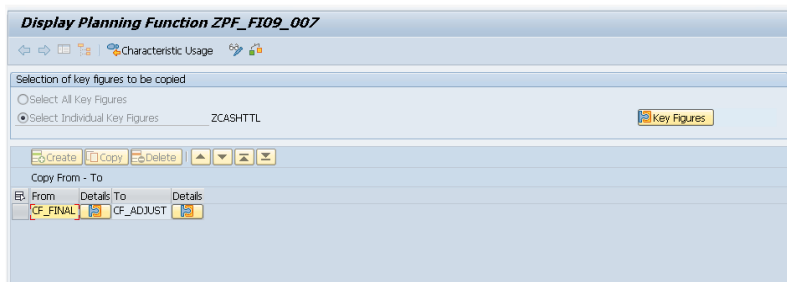 Display Planning Function ZPF_FI09_007
Characteristic Usage
Selection of key figures to be copied
Select All Key Figures
Select Individual Key Figures ZCASHTTL Key Figures
Create Copy Delete
Copy From - To
From Details To Details
CF_FINAL CF_ADJUST